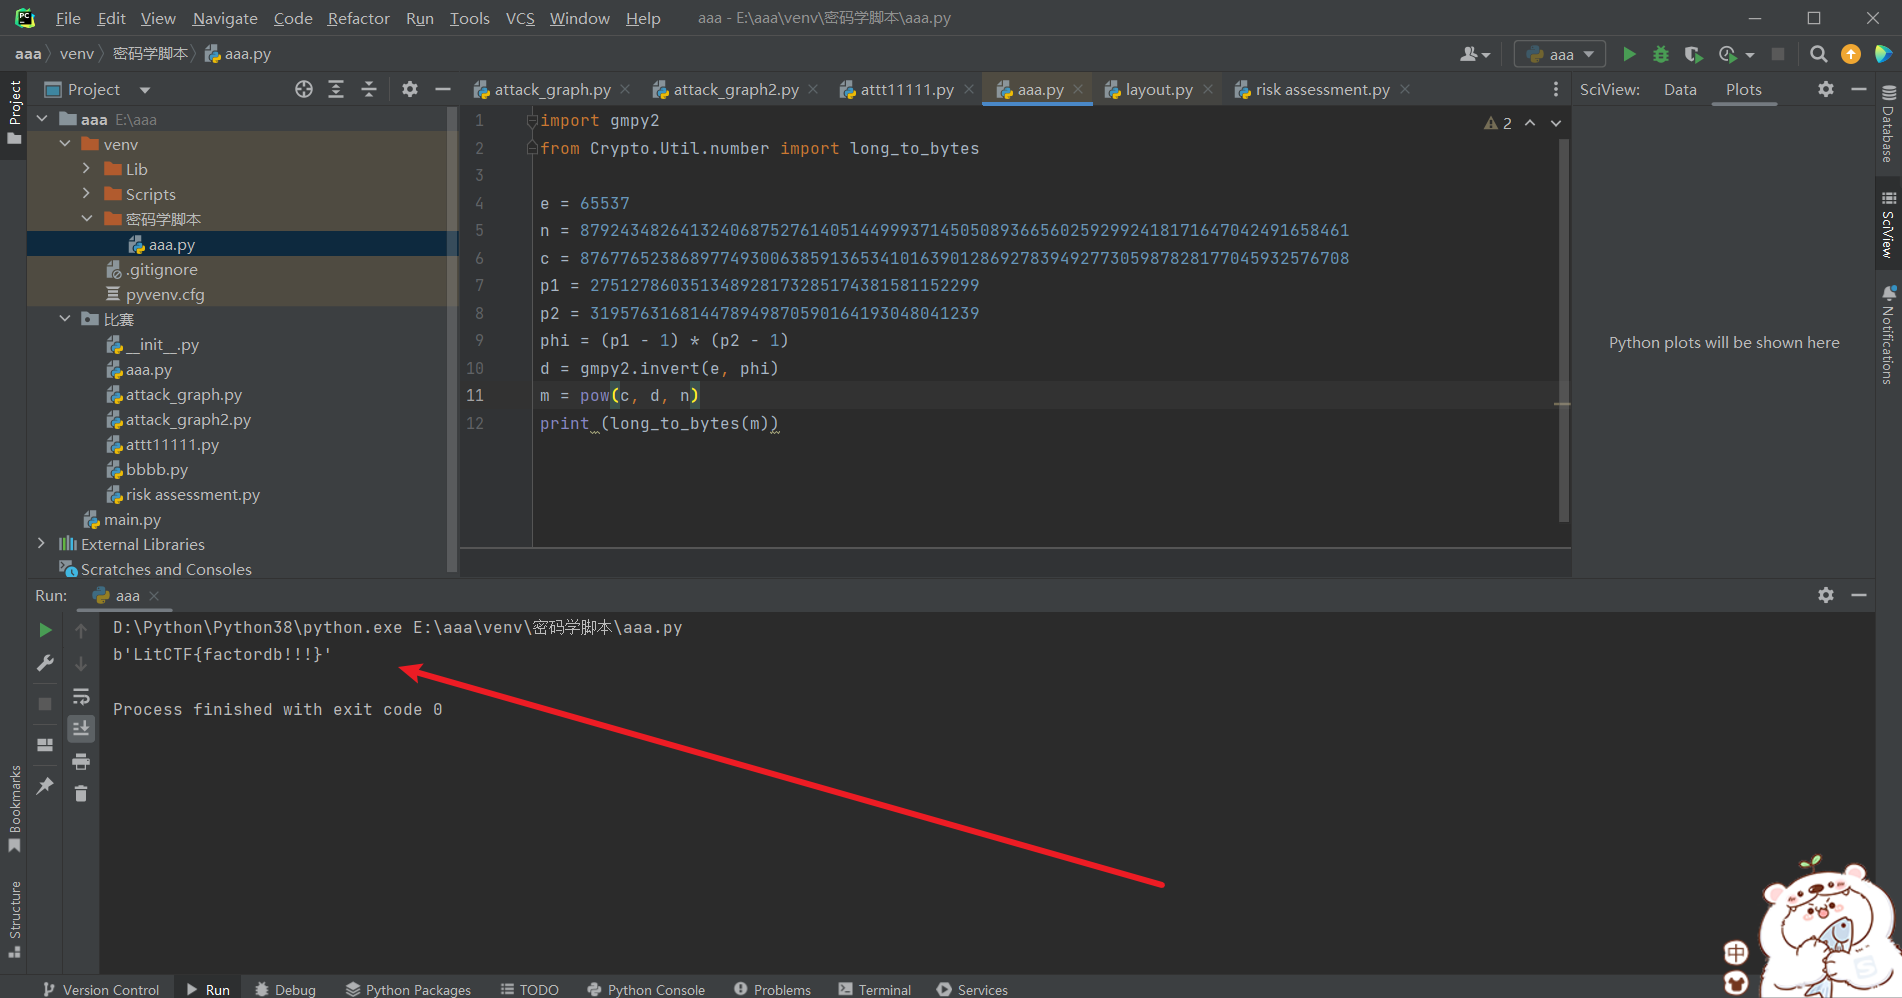 File Edit View Navigate Code Refactor Run Tools VCS Window Help aaa - E:\aaa\venv\密码学脚本\aaa.py
aaa venv 密码学脚本 aaa.py aaa
Project attack_graph.py attack_graph2.py attt11111.py aaa.py layout.py risk assessment.py SciView: Data Plots
Project
aaa E:\aaa
venv
Lib
Scripts
密码学脚本
aaa.py
.gitignore
pyvenv.cfg
比赛
__init__.py
aaa.py
attack_graph.py
attack_graph2.py
attt11111.py
bbbb.py
risk assessment.py
main.py
External Libraries
Scratches and Consoles
1 import gmpy2
2 from Crypto.Util.number import long_to_bytes
3
4 e = 65537
5 n = 87924348264132406875276140514499937145050893665602592992418171647042491658461
6 c = 87677652386897749300638591365341016390128692783949277305987828177045932576708
7 p1 = 275127860351348928173285174381581152299
8 p2 = 319576316814478949870590164193048041239
9 phi = (p1 - 1) * (p2 - 1)
10 d = gmpy2.invert(e, phi)
11 m = pow(c, d, n)
12 print (long_to_bytes(m))
2
Python plots will be shown here
Database
SciView
Notifications
Run: aaa
D:\Python\Python38\python.exe E:\aaa\venv\密码学脚本\aaa.py
b'LitCTF{factordb!!!}'
Process finished with exit code 0
Bookmarks
Structure
中
Version Control Run Debug Python Packages TODO Python Console Problems Terminal Services